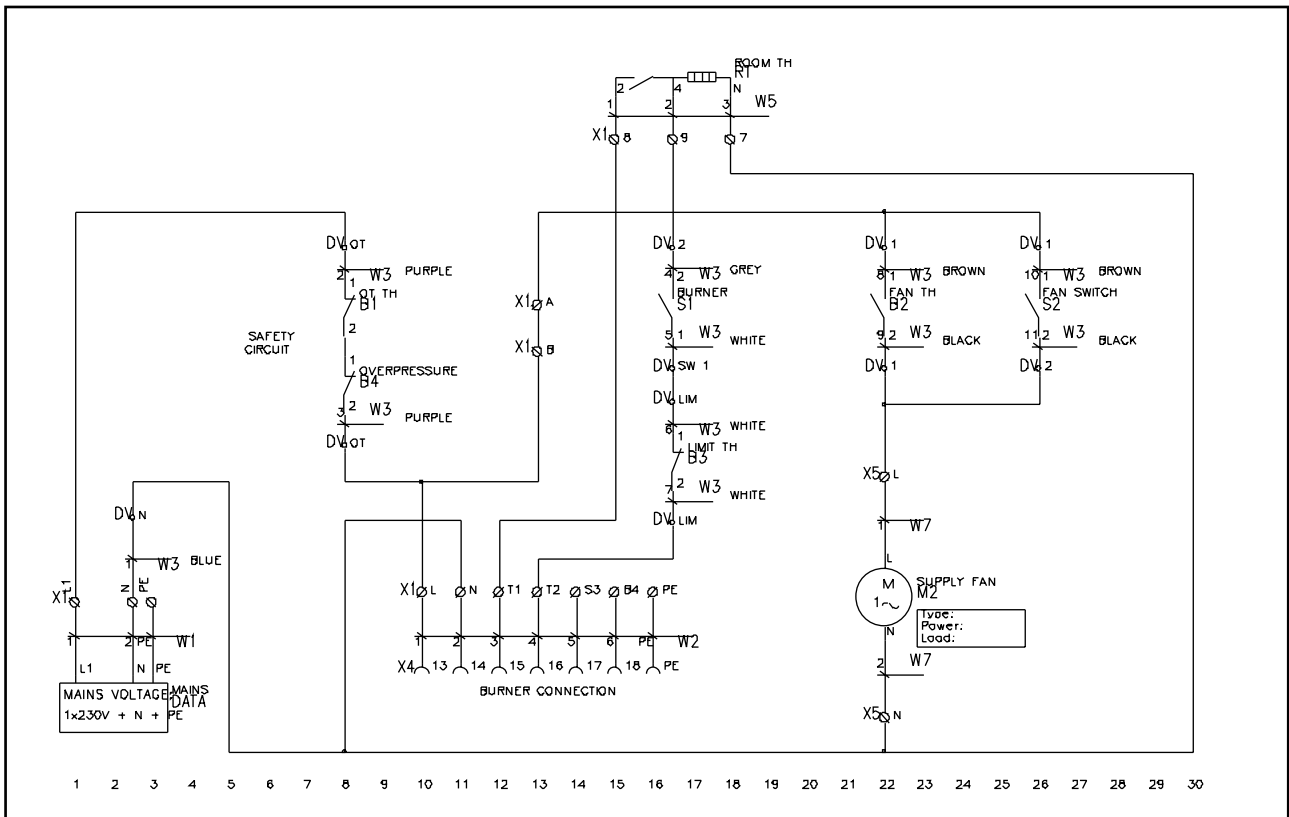 ROOM TH
RT
2 4 N
1 2 3 W5
X1 8 9 7
DV OT DV 2 DV 1 DV 1
2 W3 PURPLE 4 2 W3 GREY 8 1 W3 BROWN 10 1 W3 BROWN
1 OT TH BURNER FAN TH FAN SWITCH
B1 X1 A S1 B2 S2
2 5 1 W3 WHITE 9 2 W3 BLACK 11 2 W3 BLACK
SAFETY
CIRCUIT
X1 B
1 OVERPRESSURE DV SW 1 DV 1 DV 2
B4
2 DV LIM
3 W3 PURPLE 6 W3 WHITE
DV OT 1 LIMIT TH
B3
2
7 W3 WHITE
X5 L
DV N DV LIM
1 W7
1 W3 BLUE
L
X1 L1 N PE X1 L N T1 T2 S3 B4 PE M SUPPLY FAN
1~ M2
Type:
Power:
Load:
N
1 2 PE W1 1 2 3 4 5 6 PE W2
2 W7
L1 N PE X4 13 14 15 16 17 18 PE
BURNER CONNECTION
MAINS VOLTAGE: MAINS
DATA
1x230V + N + PE
X5 N
1 2 3 4 5 6 7 8 9 10 11 12 13 14 15 16 17 18 19 20 21 22 23 24 25 26 27 28 29 30